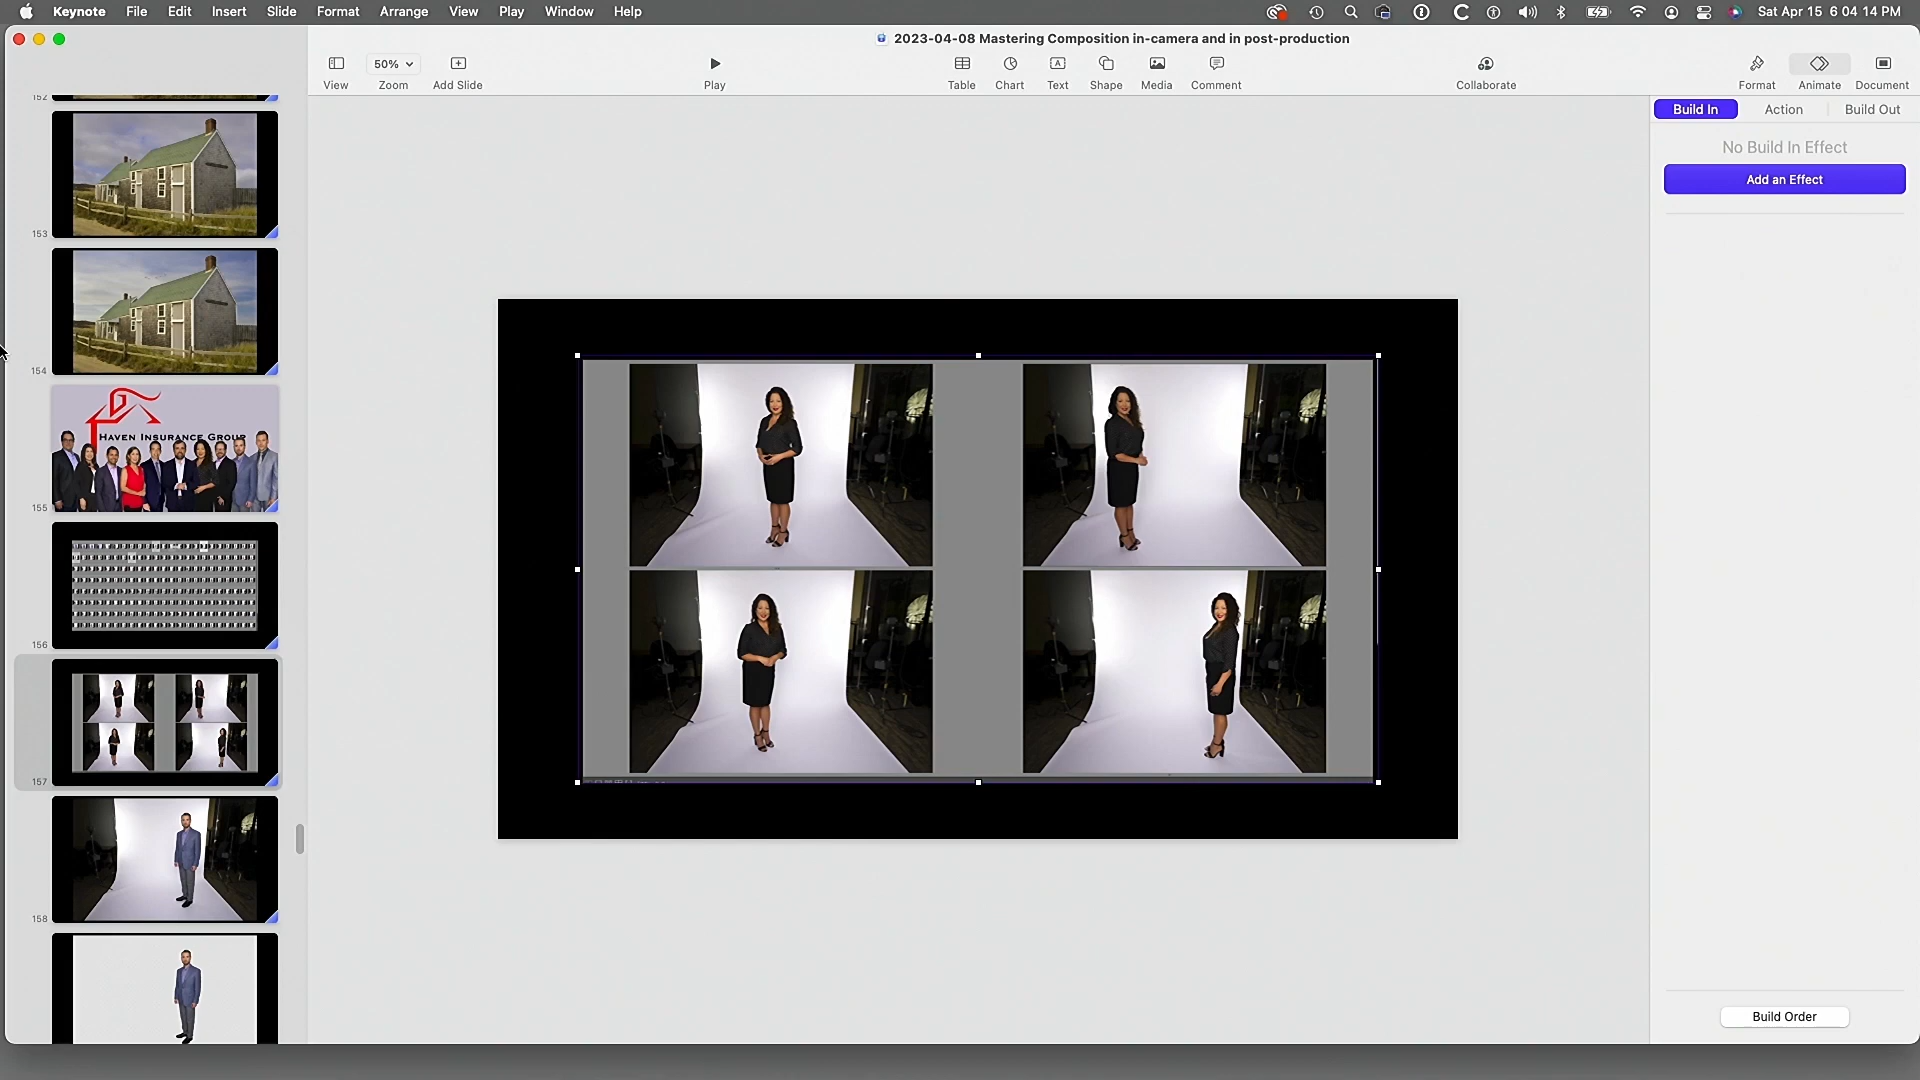 Keynote File Edit Insert Slide Format Arrange View Play Window Help
Sat Apr 15 6 04 14 PM
2023-04-08 Mastering Composition in-camera and in post-production
50%
View Zoom Add Slide Play Table Chart Text Shape Media Comment Collaborate Format Animate Document
Build In Action Build Out
No Build In Effect
Add an Effect
152
153
154
HAVEN INSURANCE GROUP
155
156
157
158
Build Order